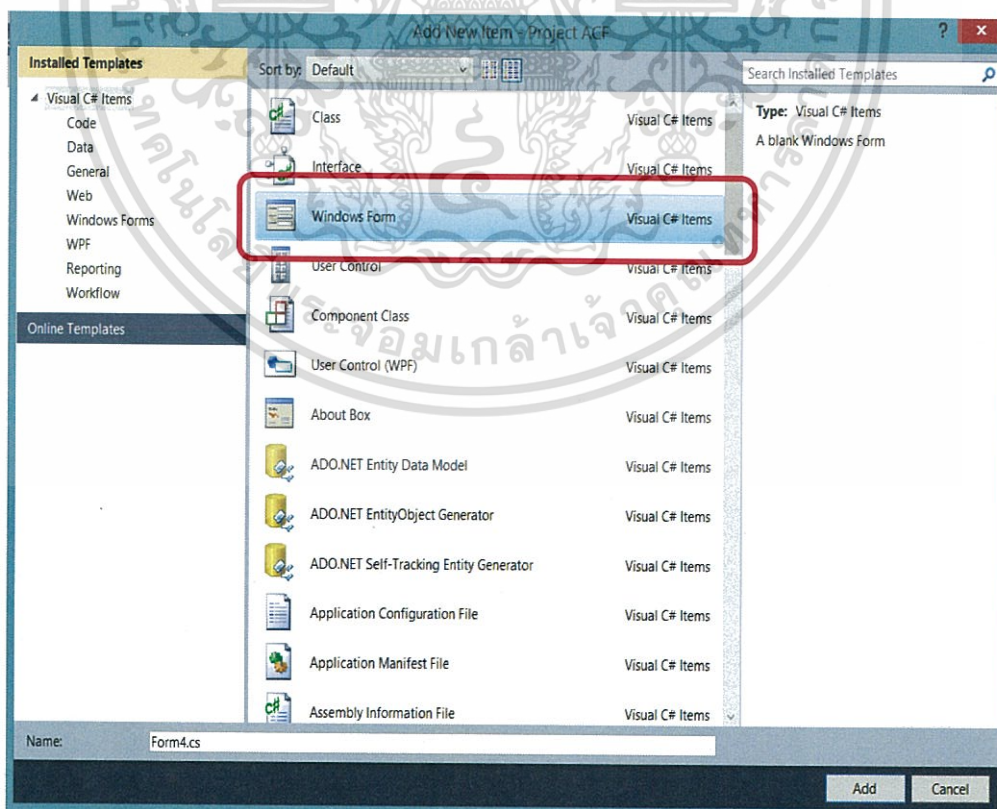 Add New Item - Project ACF
?
x
Installed Templates
Sort by: Default
Search Installed Templates
Visual C# Items
Code
Data
General
Web
Windows Forms
WPF
Reporting
Workflow
Online Templates
Class Visual C# Items
Interface Visual C# Items
Windows Form Visual C# Items
User Control Visual C# Items
Component Class Visual C# Items
User Control (WPF) Visual C# Items
About Box Visual C# Items
ADO.NET Entity Data Model Visual C# Items
ADO.NET EntityObject Generator Visual C# Items
ADO.NET Self-Tracking Entity Generator Visual C# Items
Application Configuration File Visual C# Items
Application Manifest File Visual C# Items
Assembly Information File Visual C# Items
Type: Visual C# Items
A blank Windows Form
Name: Form4.cs
Add Cancel